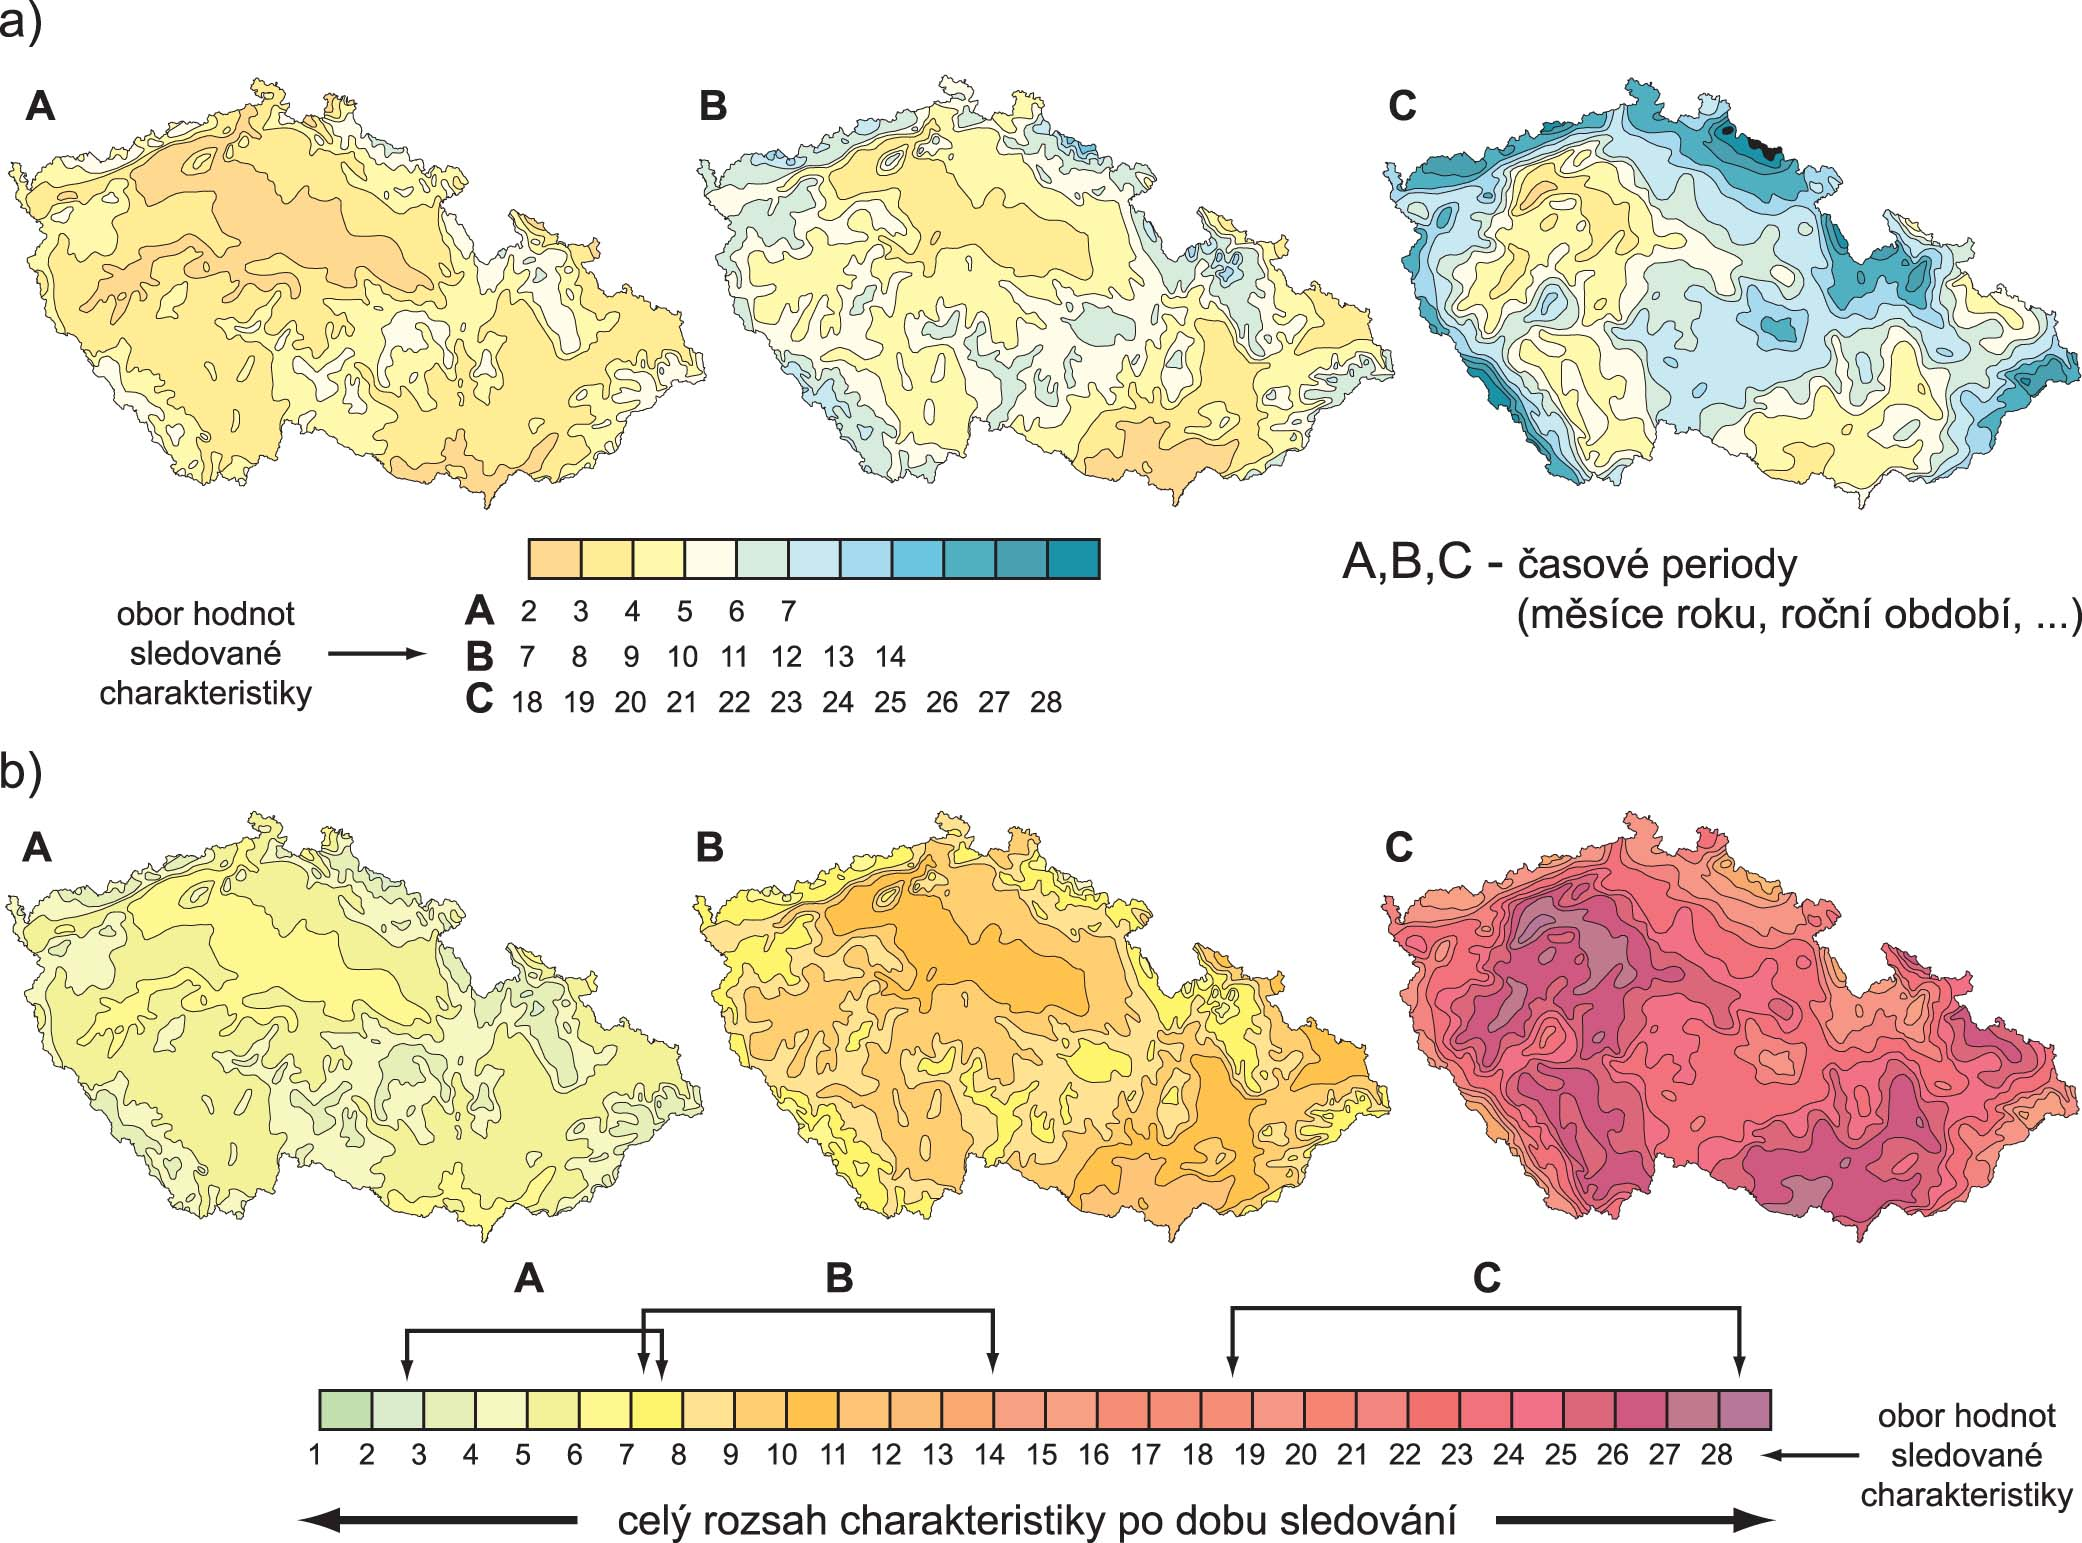 a)
A
B
C
A,B,C - časové periody
(měsíce roku, roční období, ...)
obor hodnot
sledované
charakteristiky
A 2 3 4 5 6 7
B 7 8 9 10 11 12 13 14
C 18 19 20 21 22 23 24 25 26 27 28
b)
A
B
C
A
B
C
1 2 3 4 5 6 7 8 9 10 11 12 13 14 15 16 17 18 19 20 21 22 23 24 25 26 27 28
obor hodnot
sledované
charakteristiky
celý rozsah charakteristiky po dobu sledování